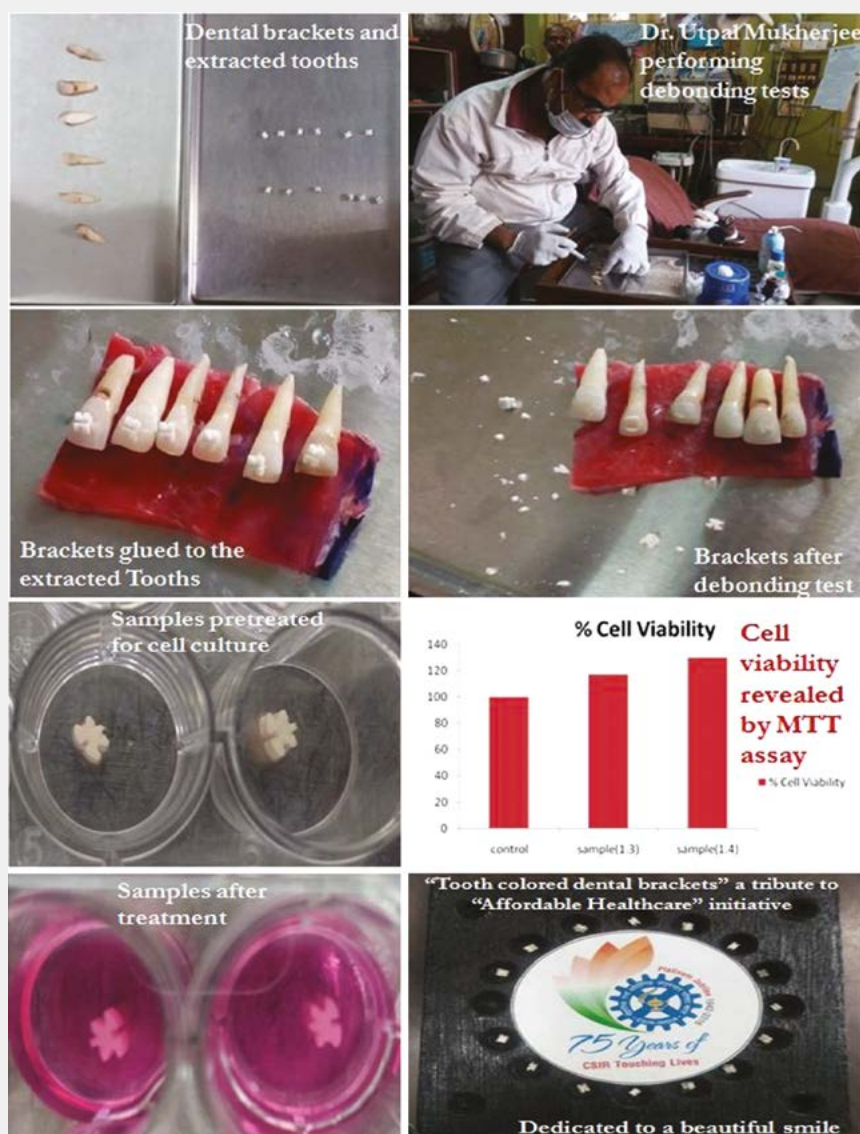 Dental brackets and
extracted tooths
Dr. Utpal Mukherjee
performing
debonding tests
Brackets glued to the
extracted Tooths
Brackets after
debonding test
Samples pretreated
for cell culture
% Cell Viability
Cell
viability
revealed
by MTT
assay
140
120
100
80
60
40
20
0
control
sample(1.3)
sample(1.4)
% Cell Viability
Samples after
treatment
“Tooth colored dental brackets” a tribute to
“Affordable Healthcare” initiative
Platinum Jubilee
75 Years of
CSIR Touching Lives
Dedicated to a beautiful smile